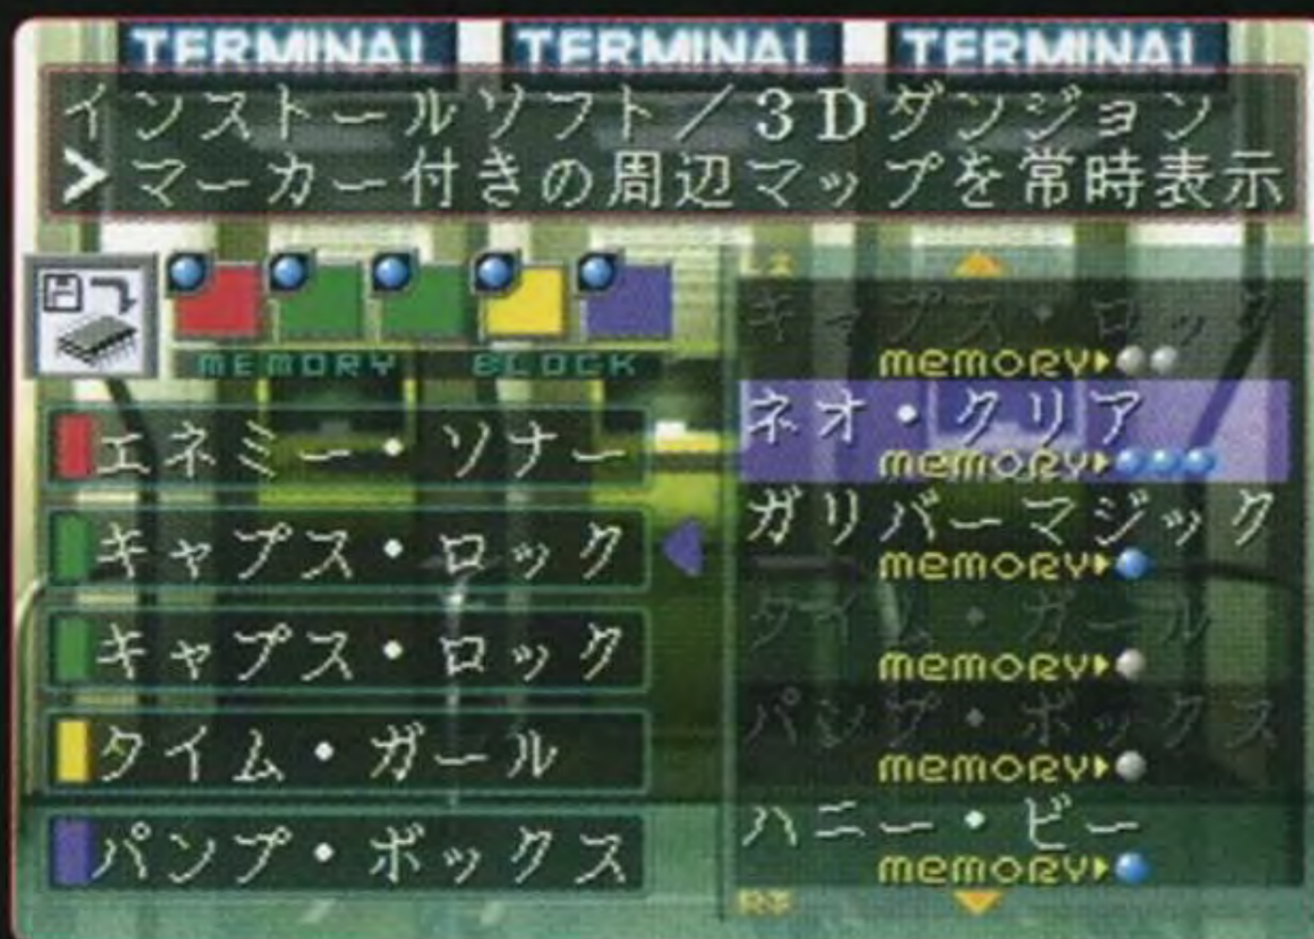 TERMINAL TERMINAL TERMINAL
インストールソフト／３Ｄダンジョン
> マーカー付きの周辺マップを常時表示
MEMORY BLOCK
エネミー・ソナー
キャプス・ロック
キャプス・ロック
タイム・ガール
パンプ・ボックス
キャプス・ロック
memory
ネオ・クリア
memory
ガリバーマジック
memory
タイム・ガール
memory
パンプ・ボックス
memory
ハニー・ビー
memory